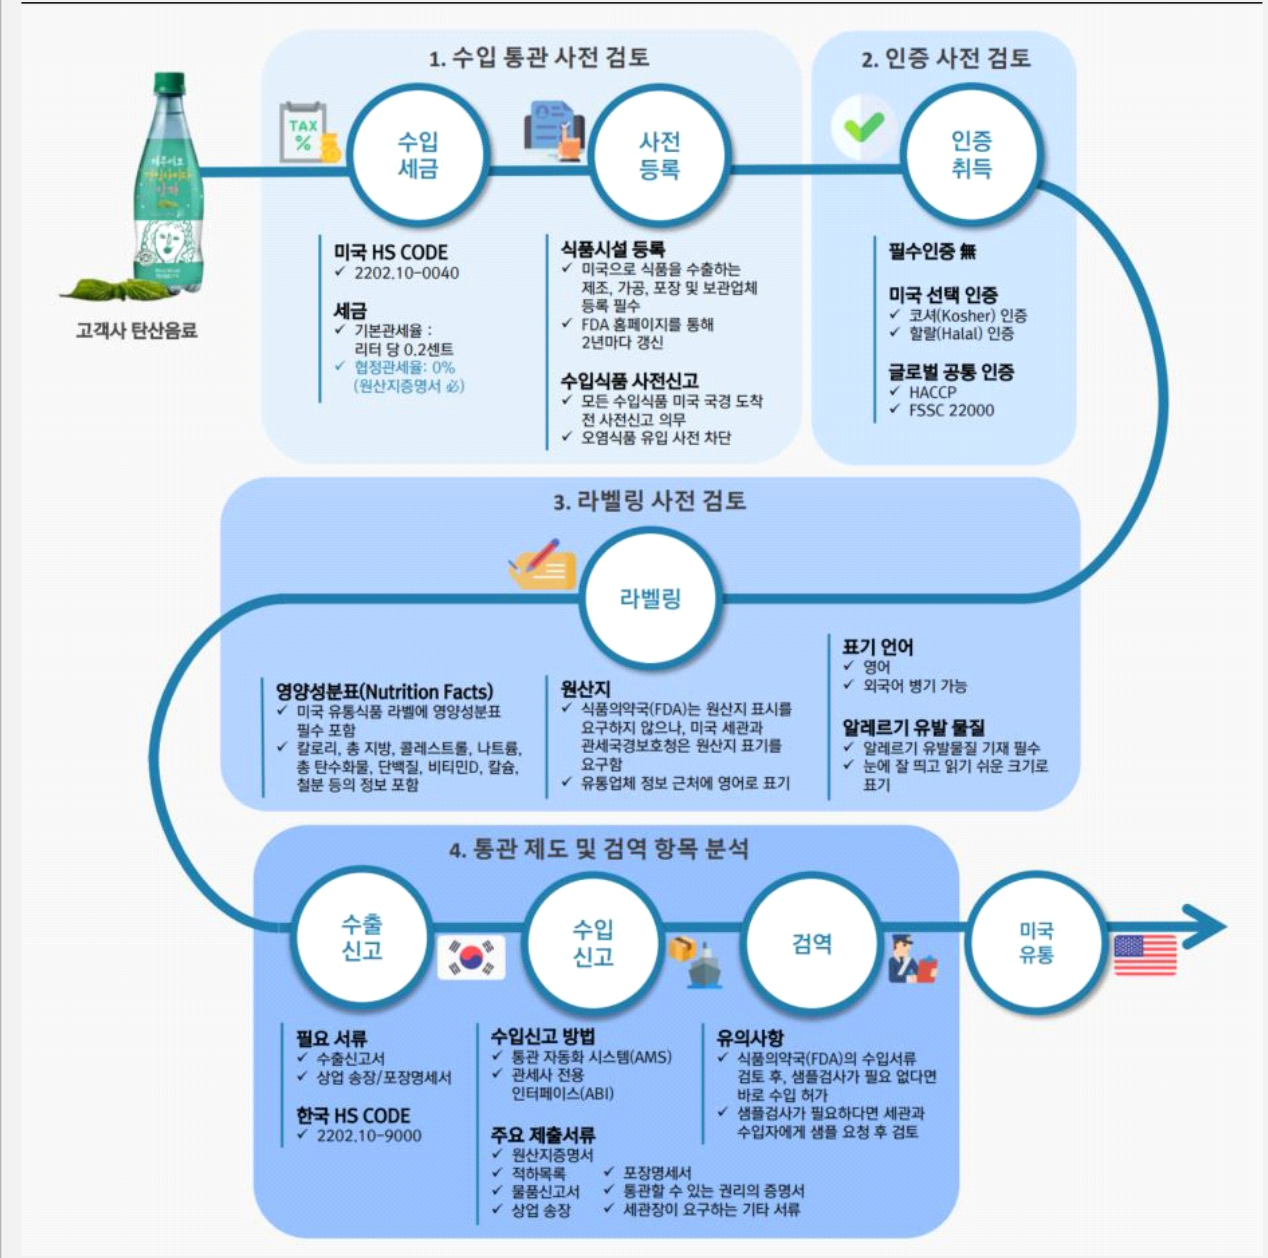 1. 수입 통관 사전 검토
2. 인증 사전 검토
TAX
%
수입
세금
사전
등록
인증
취득
고객사 탄산음료
미국 HS CODE
✓ 2202.10-0040
세금
✓ 기본관세율 :
리터 당 0.2센트
✓ 협정관세율: 0%
(원산지증명서 必)
식품시설 등록
✓ 미국으로 식품을 수출하는
제조, 가공, 포장 및 보관업체
등록 필수
✓ FDA 홈페이지를 통해
2년마다 갱신
수입식품 사전신고
✓ 모든 수입식품 미국 국경 도착
전 사전신고 의무
✓ 오염식품 유입 사전 차단
필수인증 無
미국 선택 인증
✓ 코셔(Kosher) 인증
✓ 할랄(Halal) 인증
글로벌 공통 인증
✓ HACCP
✓ FSSC 22000
3. 라벨링 사전 검토
라벨링
영양성분표(Nutrition Facts)
✓ 미국 유통식품 라벨에 영양성분표
필수 포함
✓ 칼로리, 총 지방, 콜레스트롤, 나트륨,
총 탄수화물, 단백질, 비티민D, 칼슘,
철분 등의 정보 포함
원산지
✓ 식품의약국(FDA)는 원산지 표시를
요구하지 않으나, 미국 세관과
관세국경보호청은 원산지 표기를
요구함
✓ 유통업체 정보 근처에 영어로 표기
표기 언어
✓ 영어
✓ 외국어 병기 가능
알레르기 유발 물질
✓ 알레르기 유발물질 기재 필수
✓ 눈에 잘 띄고 읽기 쉬운 크기로
표기
4. 통관 제도 및 검역 항목 분석
수출
신고
수입
신고
검역
미국
유통
필요 서류
✓ 수출신고서
✓ 상업 송장/포장명세서
한국 HS CODE
✓ 2202.10-9000
수입신고 방법
✓ 통관 자동화 시스템(AMS)
✓ 관세사 전용
인터페이스(ABI)
주요 제출서류
✓ 원산지증명서
✓ 적하목록
✓ 물품신고서
✓ 상업 송장
✓ 포장명세서
✓ 통관할 수 있는 권리의 증명서
✓ 세관장이 요구하는 기타 서류
유의사항
✓ 식품의약국(FDA)의 수입서류
검토 후, 샘플검사가 필요 없다면
바로 수입 허가
✓ 샘플검사가 필요하다면 세관과
수입자에게 샘플 요청 후 검토